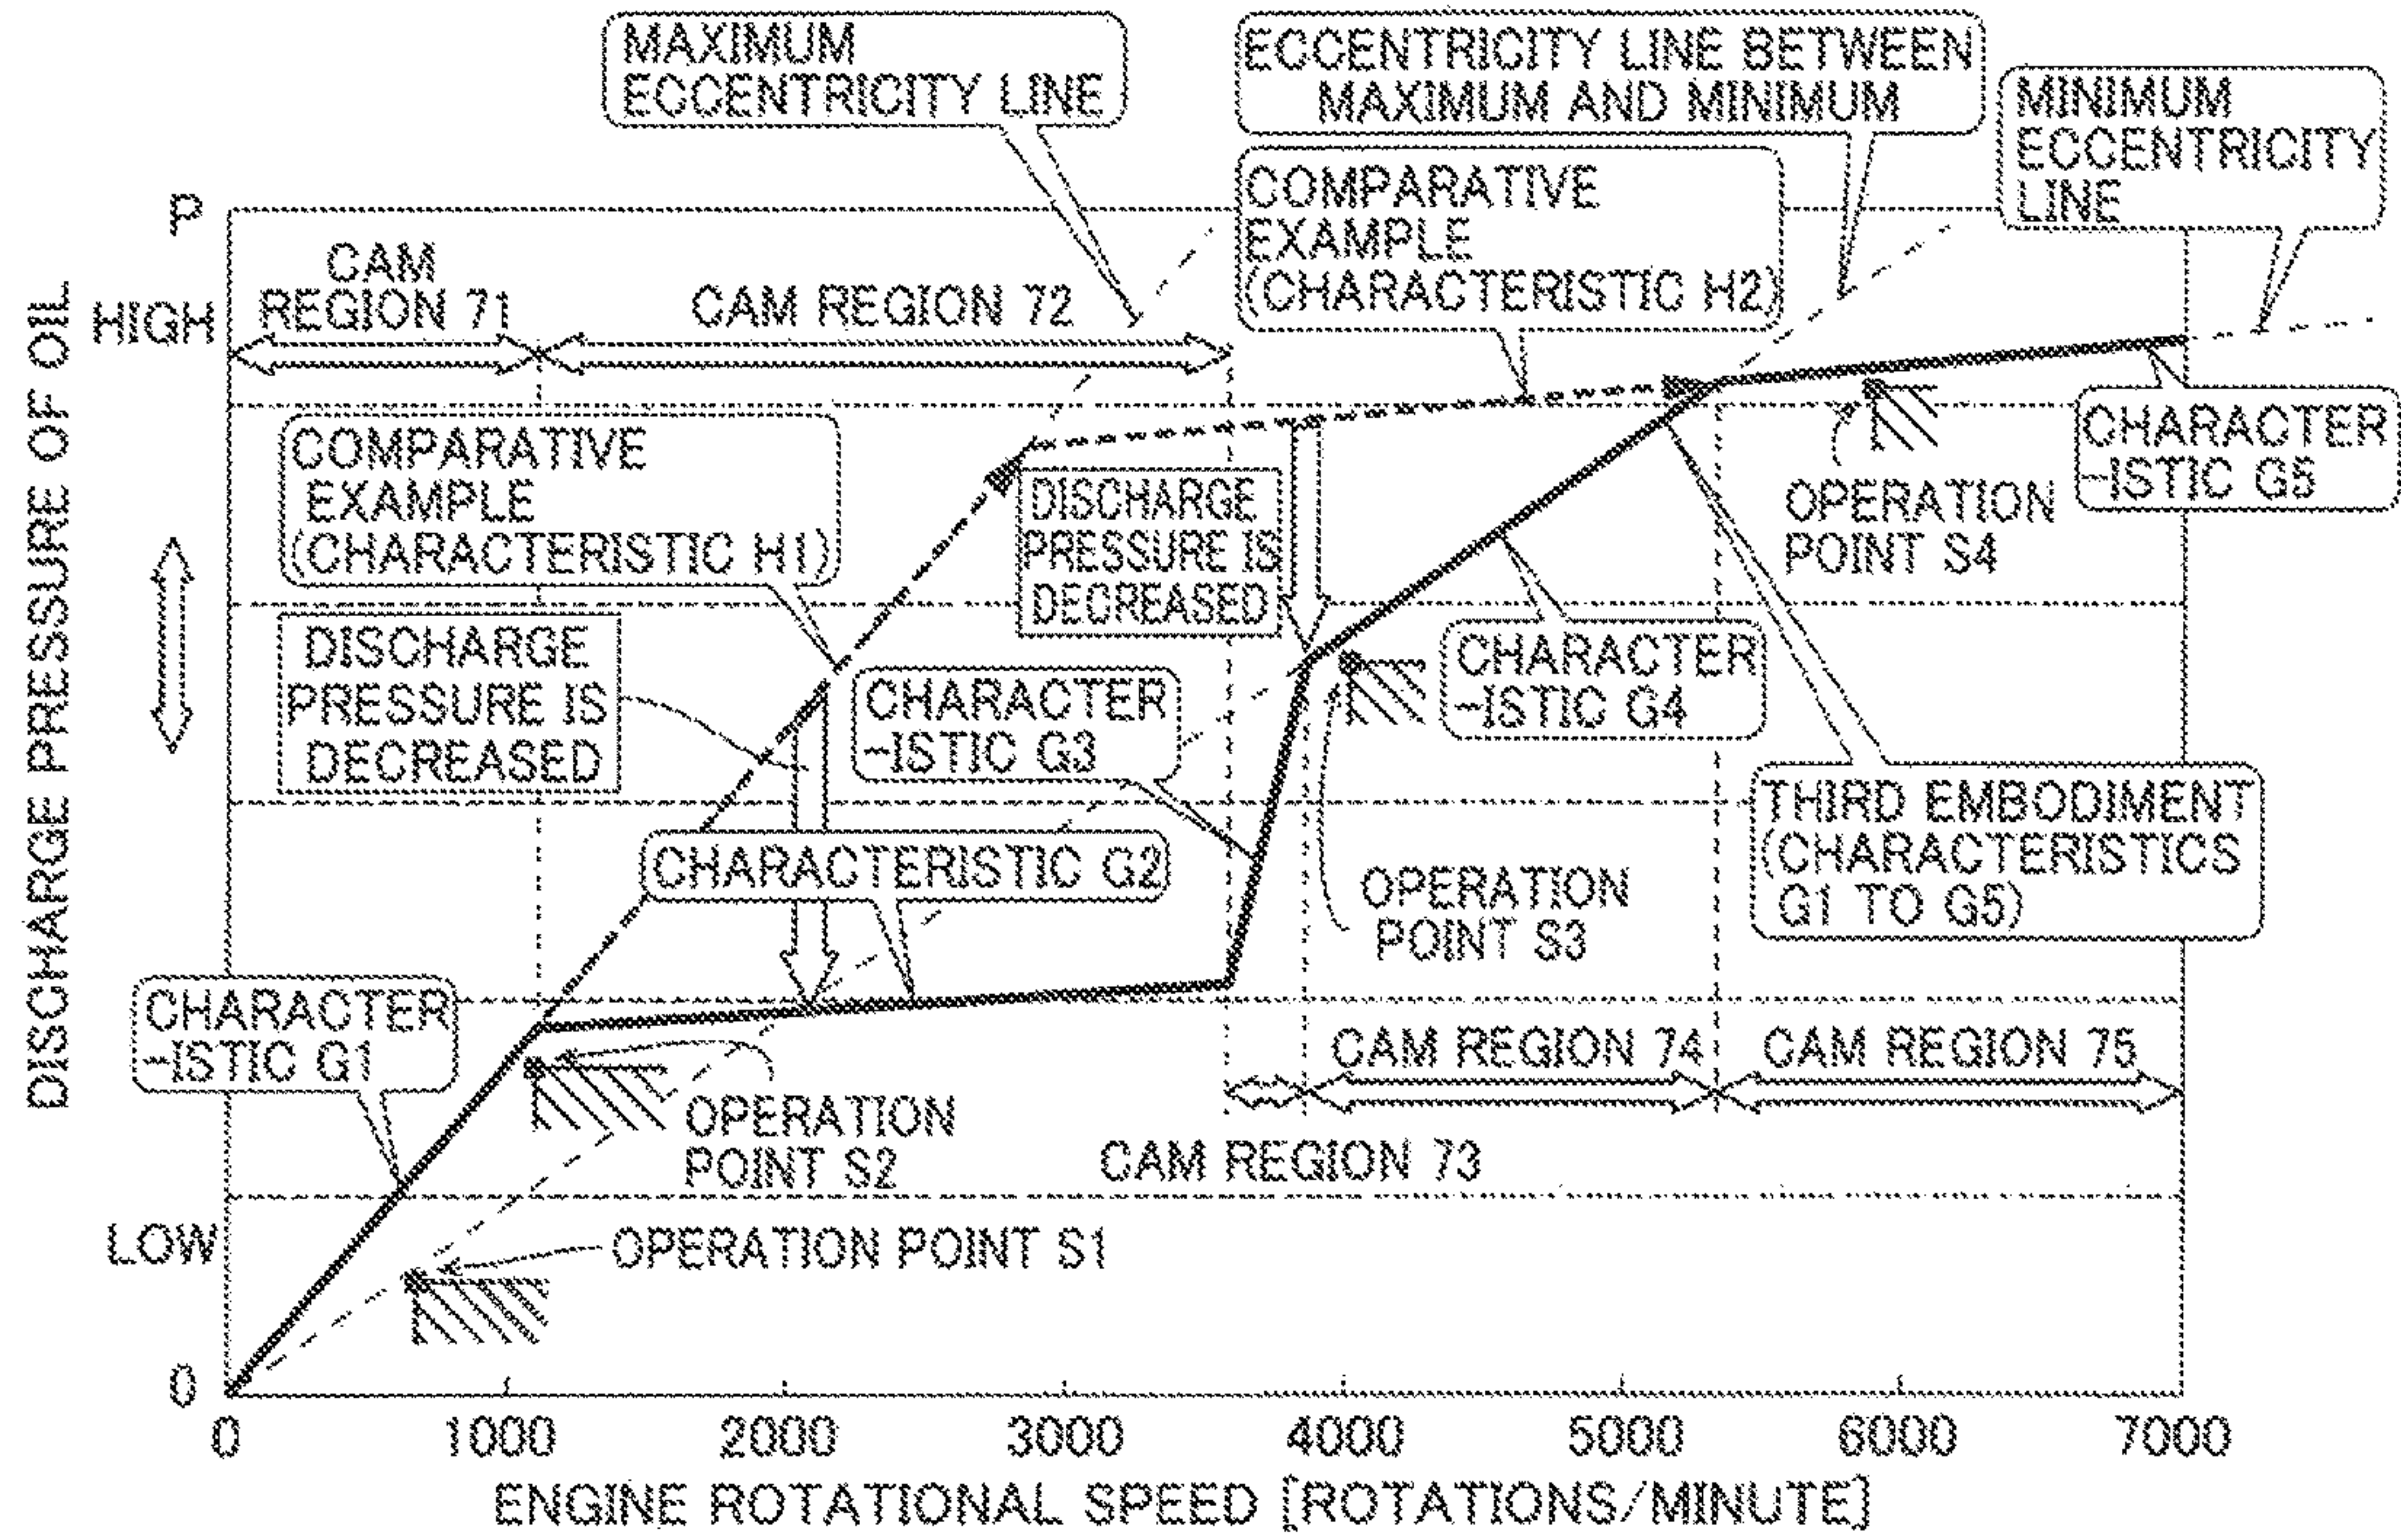 MAXIMUM
ECCENTRICITY LINE
ECCENTRICITY LINE BETWEEN
MAXIMUM AND MINIMUM
MINIMUM
ECCENTRICITY
LINE
COMPARATIVE
EXAMPLE
(CHARACTERISTIC H2)
P
HIGH
CAM
REGION 71
CAM REGION 72
COMPARATIVE
EXAMPLE
(CHARACTERISTIC H1)
DISCHARGE
PRESSURE IS
DECREASED
CHARACTER
-ISTIC G5
OPERATION
POINT S4
DISCHARGE PRESSURE OF OIL
DISCHARGE
PRESSURE IS
DECREASED
CHARACTER
-ISTIC G3
CHARACTER
-ISTIC G4
THIRD EMBODIMENT
(CHARACTERISTICS
G1 TO G5)
CHARACTERISTIC G2
OPERATION
POINT S3
CHARACTER
-ISTIC G1
CAM REGION 74
CAM REGION 75
OPERATION
POINT S2
CAM REGION 73
LOW
OPERATION POINT S1
0
0 1000 2000 3000 4000 5000 6000 7000
ENGINE ROTATIONAL SPEED [ROTATIONS/MINUTE]